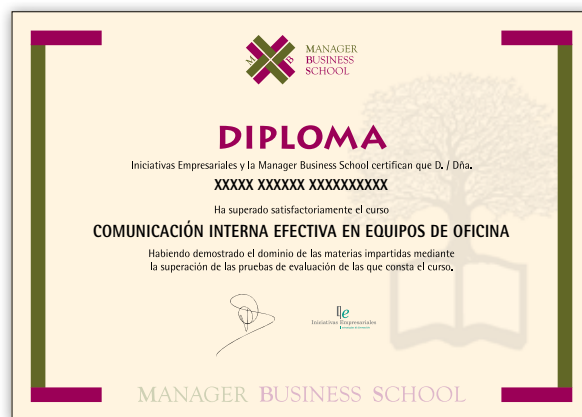 M B
MANAGER
BUSINESS
SCHOOL
DIPLOMA
Iniciativas Empresariales y la Manager Business School certifican que D. / Dña.
XXXXX XXXXXX XXXXXXXXXX
Ha superado satisfactoriamente el curso
COMUNICACIÓN INTERNA EFECTIVA EN EQUIPOS DE OFICINA
Habiendo demostrado el dominio de las materias impartidas mediante
la superación de las pruebas de evaluación de las que consta el curso.
Iniciativas Empresariales
MANAGER BUSINESS SCHOOL